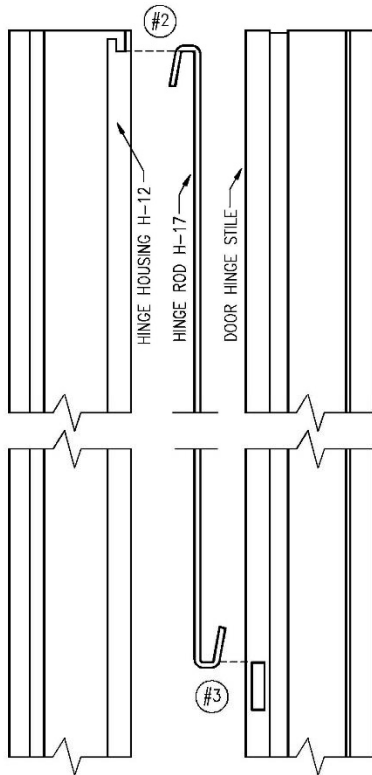 #2
HINGE HOUSING H-12
HINGE ROD H-17
DOOR HINGE STILE
#3